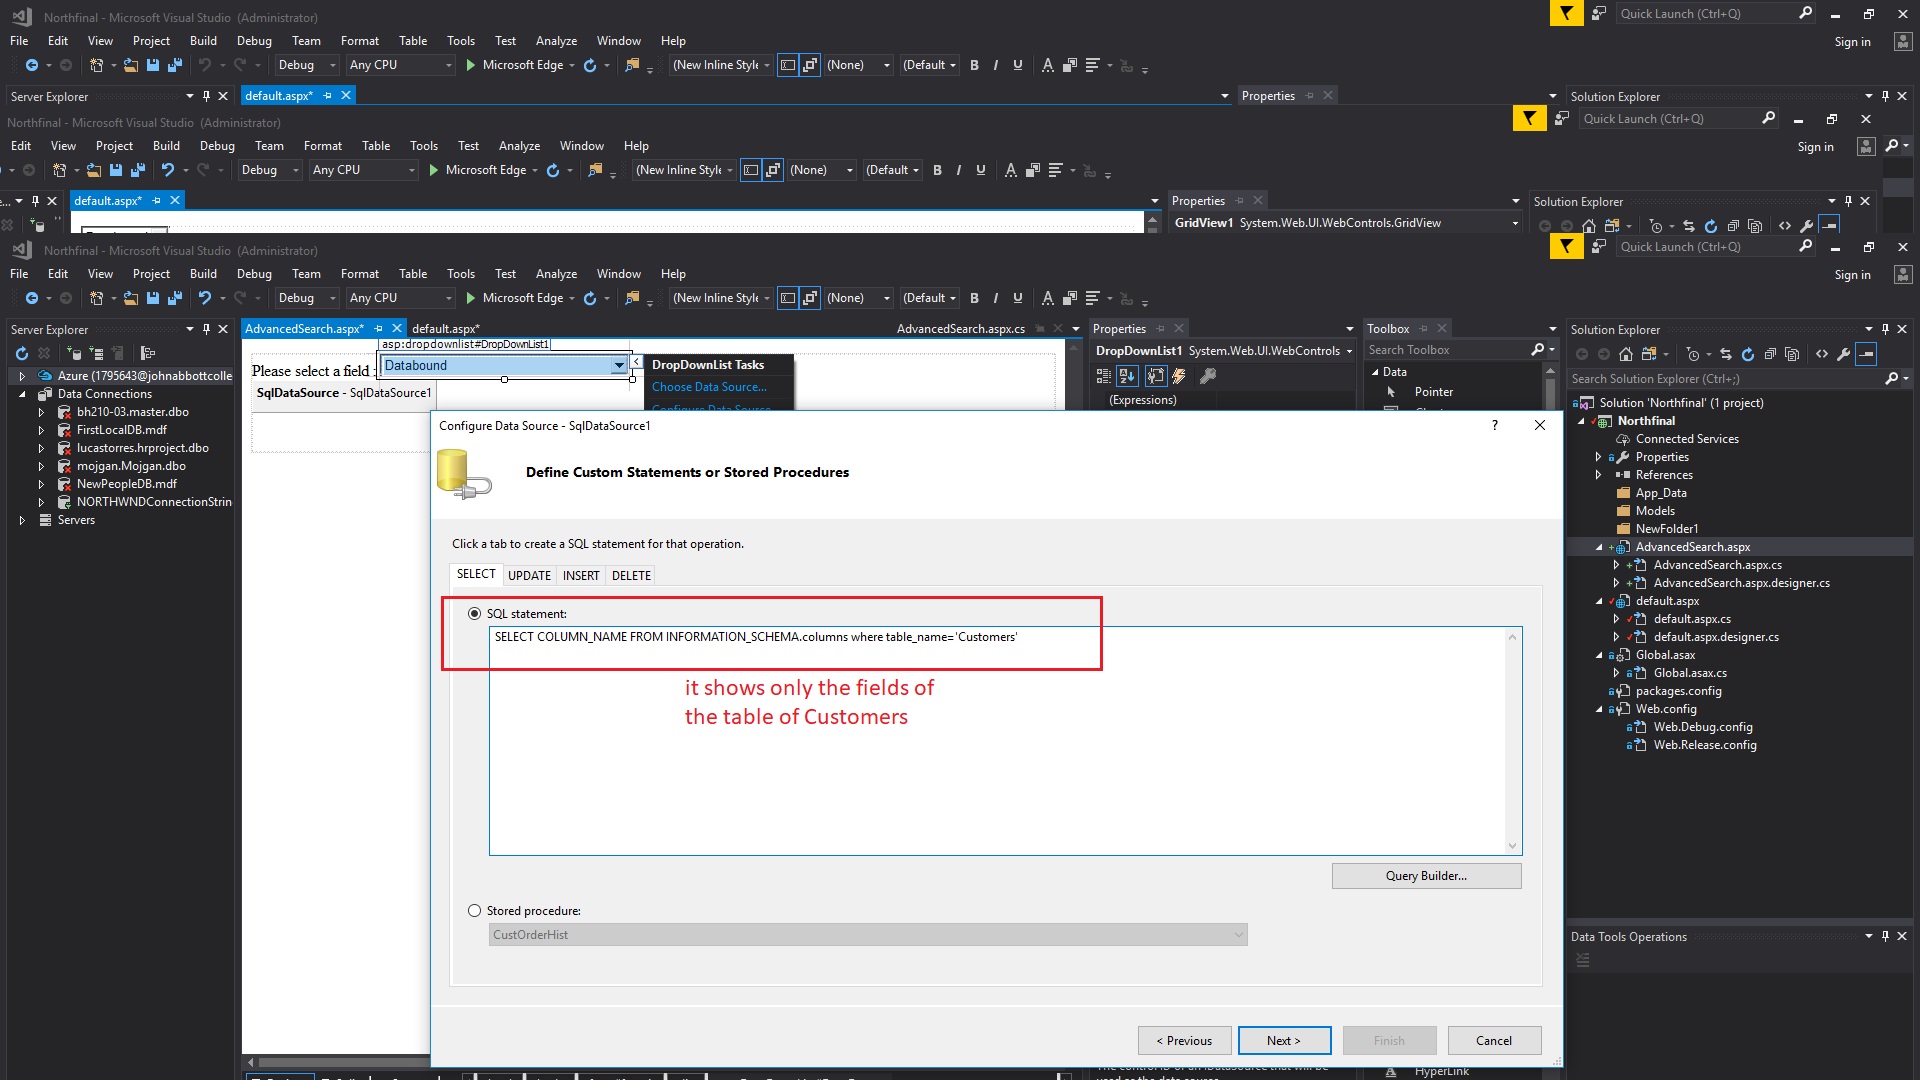 Northfinal - Microsoft Visual Studio (Administrator)
Quick Launch (Ctrl+Q)
File Edit View Project Build Debug Team Format Table Tools Test Analyze Window Help
Sign in
Debug Any CPU Microsoft Edge (New Inline Style (None) (Default B I U
Server Explorer default.aspx* Properties Solution Explorer
Northfinal - Microsoft Visual Studio (Administrator)
Quick Launch (Ctrl+Q)
Edit View Project Build Debug Team Format Table Tools Test Analyze Window Help
Sign in
Debug Any CPU Microsoft Edge (New Inline Style (None) (Default B I U
default.aspx* Properties Solution Explorer
GridView1 System.Web.UI.WebControls.GridView
Northfinal - Microsoft Visual Studio (Administrator)
Quick Launch (Ctrl+Q)
File Edit View Project Build Debug Team Format Table Tools Test Analyze Window Help
Sign in
Debug Any CPU Microsoft Edge (New Inline Style (None) (Default B I U
Server Explorer
Azure (1795643@johnabbottcolle
Data Connections
bh210-03.master.dbo
FirstLocalDB.mdf
lucastorres.hrproject.dbo
mojgan.Mojgan.dbo
NewPeopleDB.mdf
NORTHWNDConnectionStrin
Servers
AdvancedSearch.aspx* default.aspx* AdvancedSearch.aspx.cs
asp:dropdownlist#DropDownList1
Please select a field :
Databound
SqlDataSource - SqlDataSource1
DropDownList Tasks
Choose Data Source...
Configure Data Source...
Properties
DropDownList1 System.Web.UI.WebControls
(Expressions)
Toolbox
Search Toolbox
Data
Pointer
Configure Data Source - SqlDataSource1
?
Define Custom Statements or Stored Procedures
Click a tab to create a SQL statement for that operation.
SELECT UPDATE INSERT DELETE
SQL statement:
SELECT COLUMN_NAME FROM INFORMATION_SCHEMA.columns where table_name='Customers'
it shows only the fields of
the table of Customers
Query Builder...
Stored procedure:
CustOrderHist
< Previous Next > Finish Cancel
HyperLink
Solution Explorer
Search Solution Explorer (Ctrl+;)
Solution 'Northfinal' (1 project)
Northfinal
Connected Services
Properties
References
App_Data
Models
NewFolder1
AdvancedSearch.aspx
AdvancedSearch.aspx.cs
AdvancedSearch.aspx.designer.cs
default.aspx
default.aspx.cs
default.aspx.designer.cs
Global.asax
Global.asax.cs
packages.config
Web.config
Web.Debug.config
Web.Release.config
Data Tools Operations